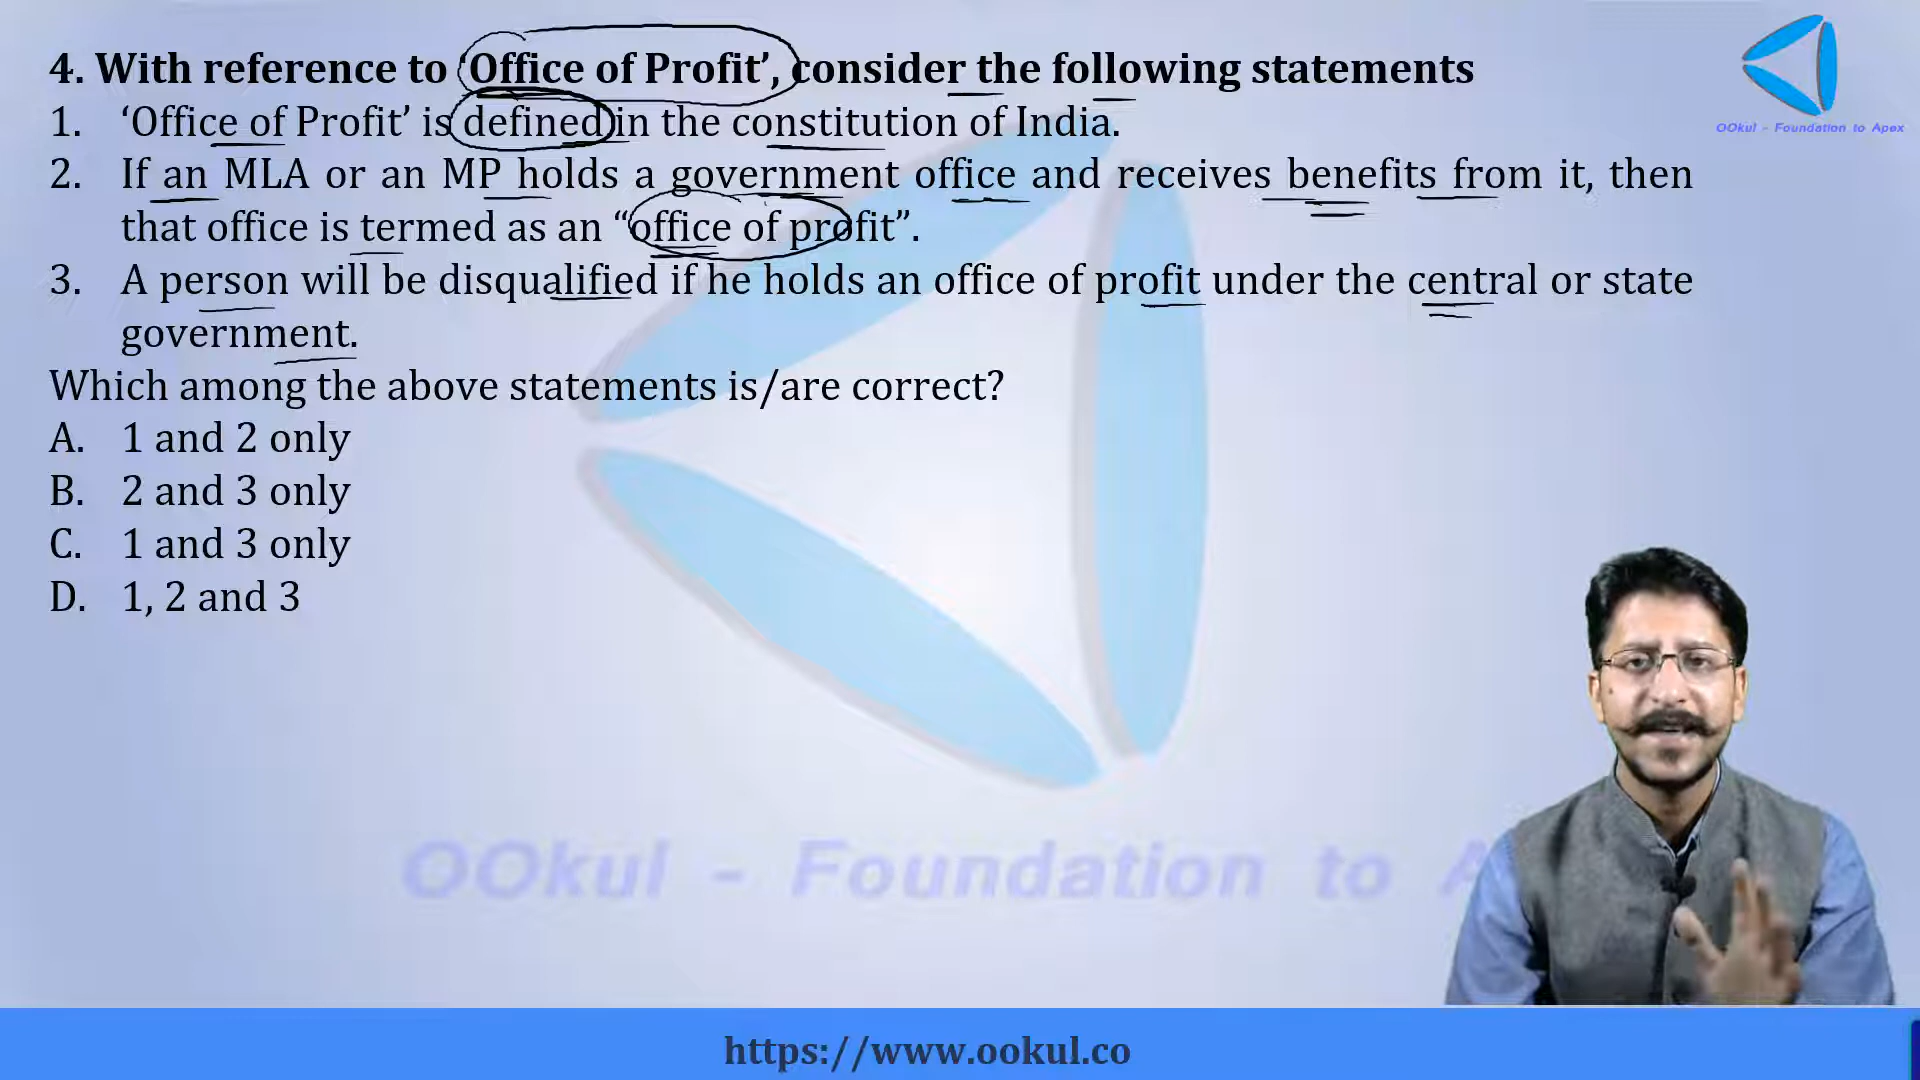 4. With reference to ‘Office of Profit’, consider the following statements
OOkul - Foundation to Apex
1. ‘Office of Profit’ is defined in the constitution of India.
2. If an MLA or an MP holds a government office and receives benefits from it, then
that office is termed as an “office of profit”.
3. A person will be disqualified if he holds an office of profit under the central or state
government.
Which among the above statements is/are correct?
A. 1 and 2 only
B. 2 and 3 only
C. 1 and 3 only
D. 1, 2 and 3
OOkul - Foundation to A
https://www.ookul.co